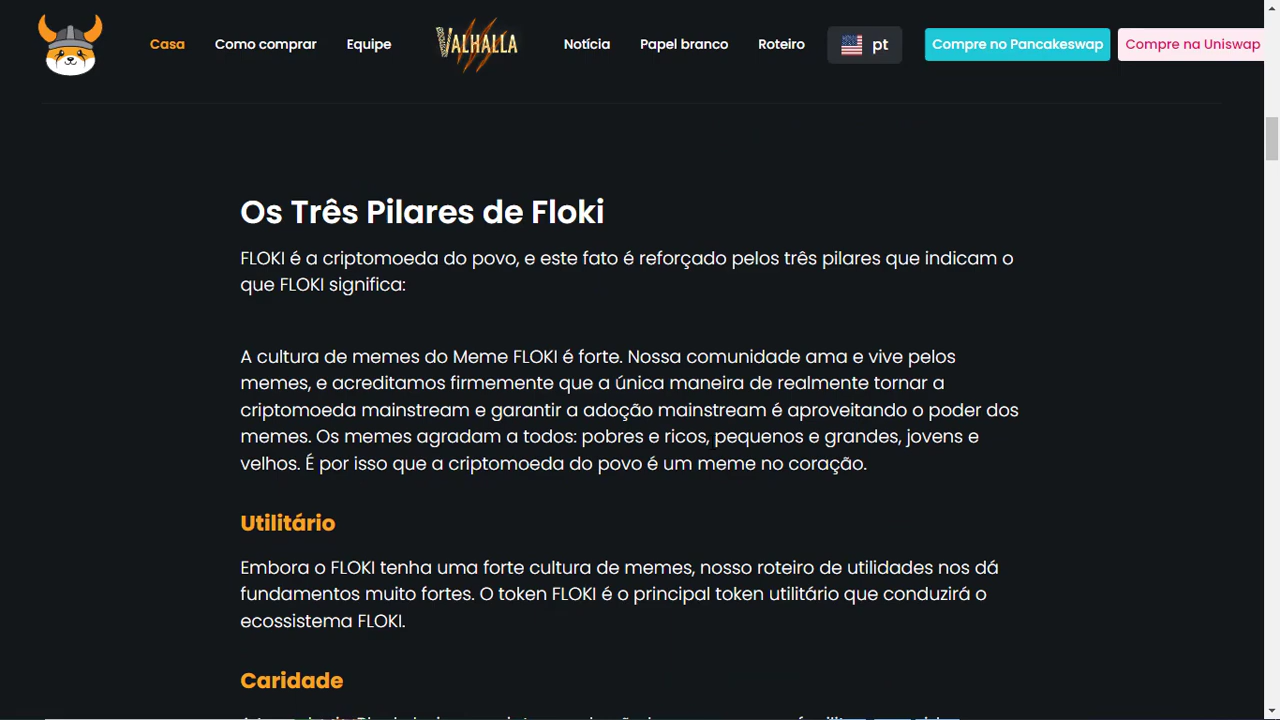 Casa
Como comprar
Equipe
VALHALLA
Notícia
Papel branco
Roteiro
pt
Compre no Pancakeswap
Compre na Uniswap
Os Três Pilares de Floki
FLOKI é a criptomoeda do povo, e este fato é reforçado pelos três pilares que indicam o
que FLOKI significa:
A cultura de memes do Meme FLOKI é forte. Nossa comunidade ama e vive pelos
memes, e acreditamos firmemente que a única maneira de realmente tornar a
criptomoeda mainstream e garantir a adoção mainstream é aproveitando o poder dos
memes. Os memes agradam a todos: pobres e ricos, pequenos e grandes, jovens e
velhos. É por isso que a criptomoeda do povo é um meme no coração.
Utilitário
Embora o FLOKI tenha uma forte cultura de memes, nosso roteiro de utilidades nos dá
fundamentos muito fortes. O token FLOKI é o principal token utilitário que conduzirá o
ecossistema FLOKI.
Caridade